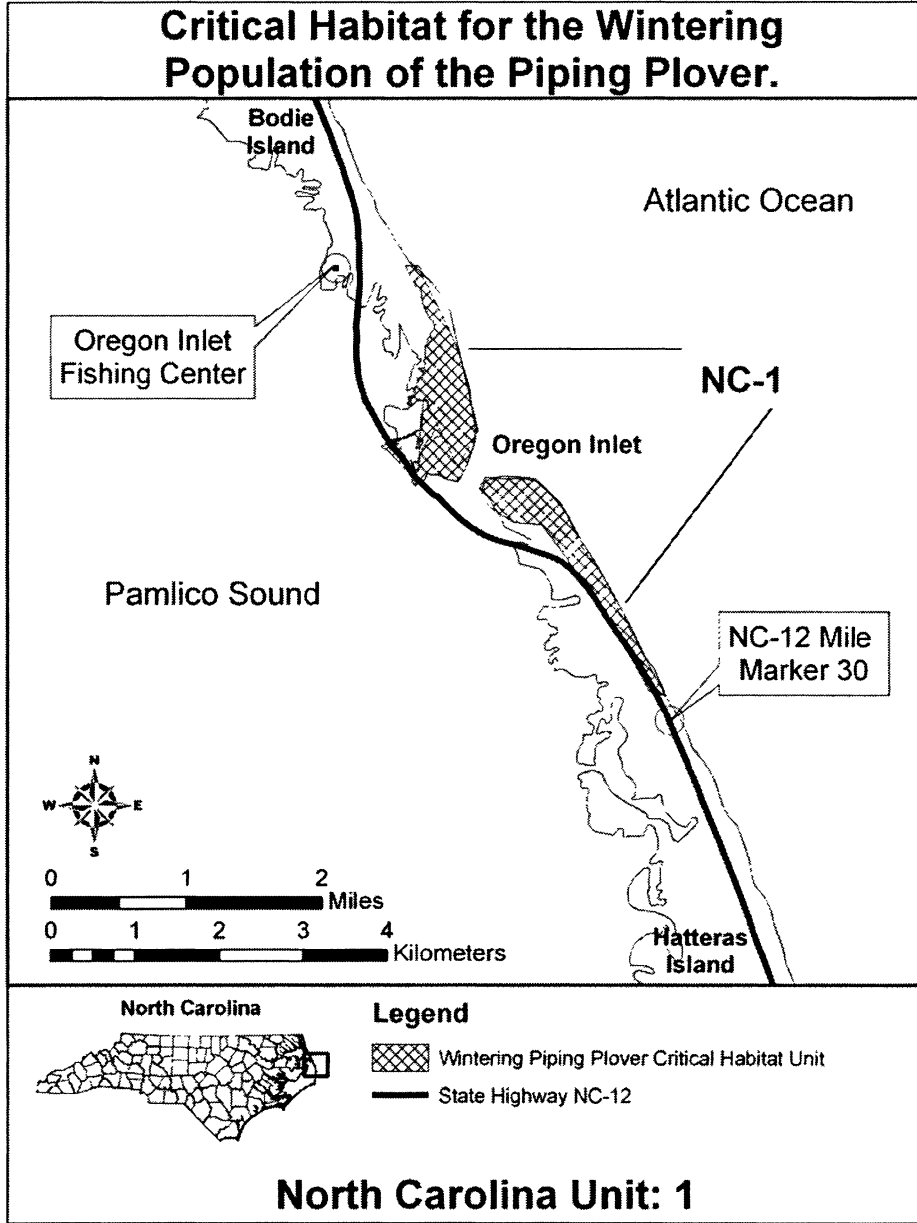 Critical Habitat for the Wintering
Population of the Piping Plover.
Bodie
Island
Atlantic Ocean
Oregon Inlet
Fishing Center
NC-1
Oregon Inlet
Pamlico Sound
NC-12 Mile
Marker 30
N
W E
S
0 1 2
Miles
0 1 2 3 4
Kilometers
Hatteras
Island
North Carolina
Legend
Wintering Piping Plover Critical Habitat Unit
State Highway NC-12
North Carolina Unit: 1